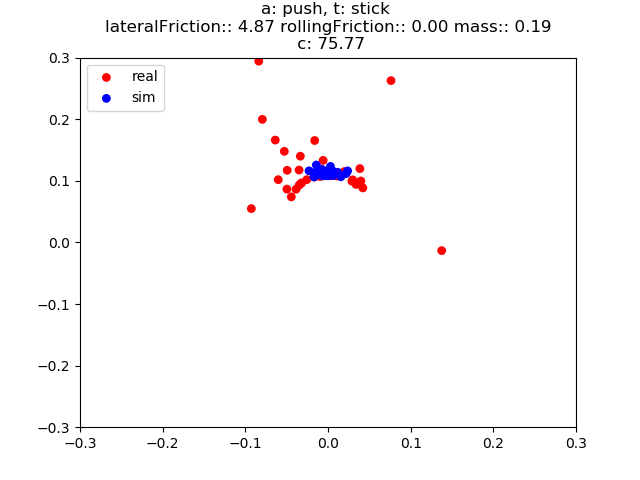 a: push, t: stick
lateralFriction:: 4.87 rollingFriction:: 0.00 mass:: 0.19
c: 75.77
real
sim
0.3
0.2
0.1
0.0
−0.1
−0.2
−0.3
−0.3
−0.2
−0.1
0.0
0.1
0.2
0.3